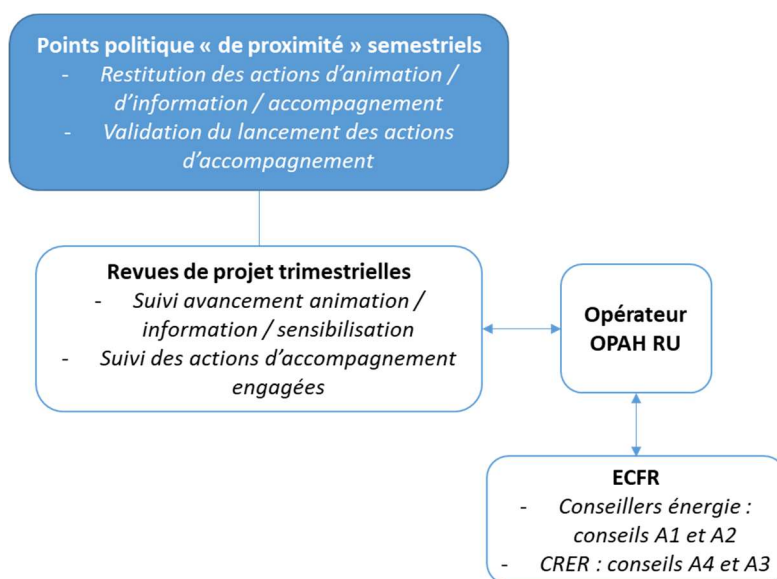 Points politique « de proximité » semestriels
- Restitution des actions d'animation /
d'information / accompagnement
- Validation du lancement des actions
d'accompagnement
Revues de projet trimestrielles
- Suivi avancement animation /
information / sensibilisation
- Suivi des actions d'accompagnement
engagées
Opérateur
OPAH RU
ECFR
- Conseillers énergie :
conseils A1 et A2
- CRER : conseils A4 et A3